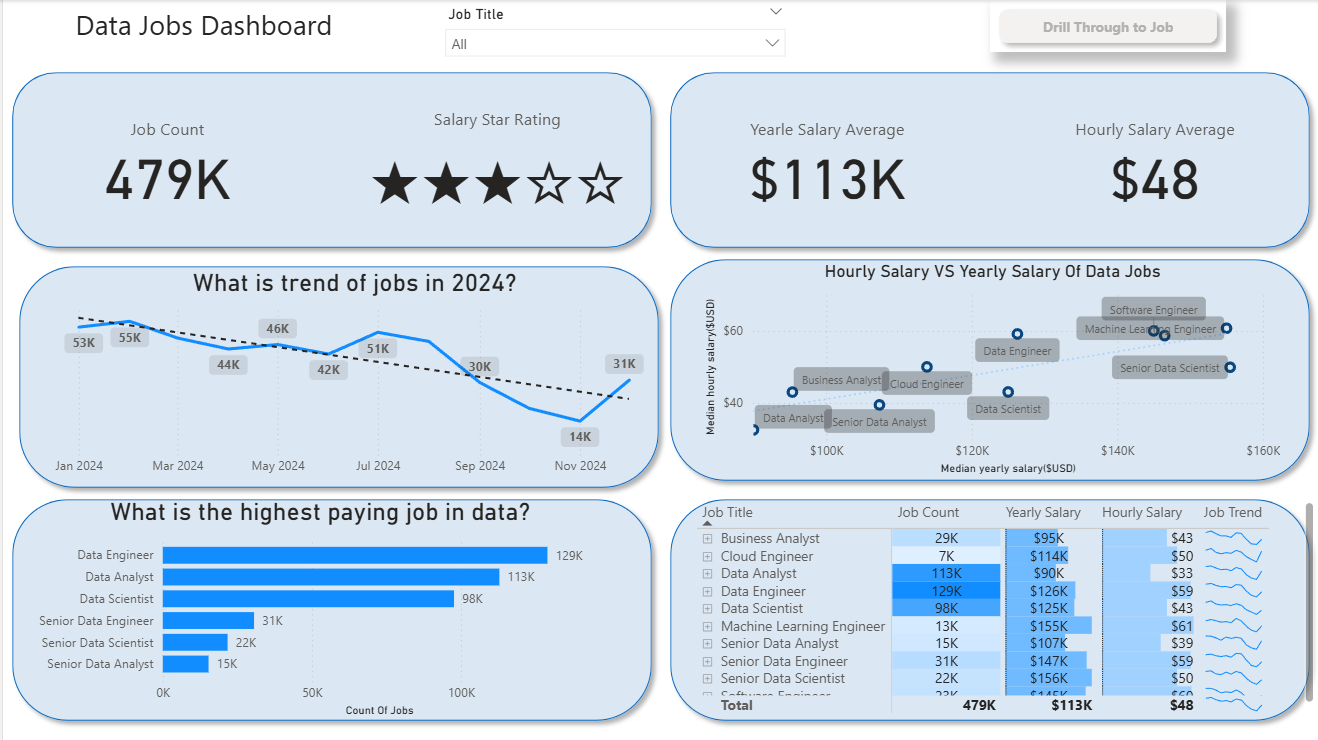 Data Jobs Dashboard
Job Title
All
Drill Through to Job
Job Count
479K
Salary Star Rating
★★★☆☆
Yearle Salary Average
$113K
Hourly Salary Average
$48
What is trend of jobs in 2024?
53K
55K
44K
46K
42K
51K
30K
14K
31K
Jan 2024 Mar 2024 May 2024 Jul 2024 Sep 2024 Nov 2024
Hourly Salary VS Yearly Salary Of Data Jobs
Median hourly salary($USD)
$60
$40
Software Engineer
Machine Learning Engineer
Data Engineer
Senior Data Scientist
Business Analyst
Cloud Engineer
Data Scientist
Data Analyst
Senior Data Analyst
$100K $120K $140K $160K
Median yearly salary($USD)
What is the highest paying job in data?
Data Engineer 129K
Data Analyst 113K
Data Scientist 98K
Senior Data Engineer 31K
Senior Data Scientist 22K
Senior Data Analyst 15K
0K 50K 100K
Count Of Jobs
Job Title Job Count Yearly Salary Hourly Salary Job Trend
Business Analyst 29K $95K $43
Cloud Engineer 7K $114K $50
Data Analyst 113K $90K $33
Data Engineer 129K $126K $59
Data Scientist 98K $125K $43
Machine Learning Engineer 13K $155K $61
Senior Data Analyst 15K $107K $39
Senior Data Engineer 31K $147K $59
Senior Data Scientist 22K $156K $50
Software Engineer 23K $145K $60
Total 479K $113K $48